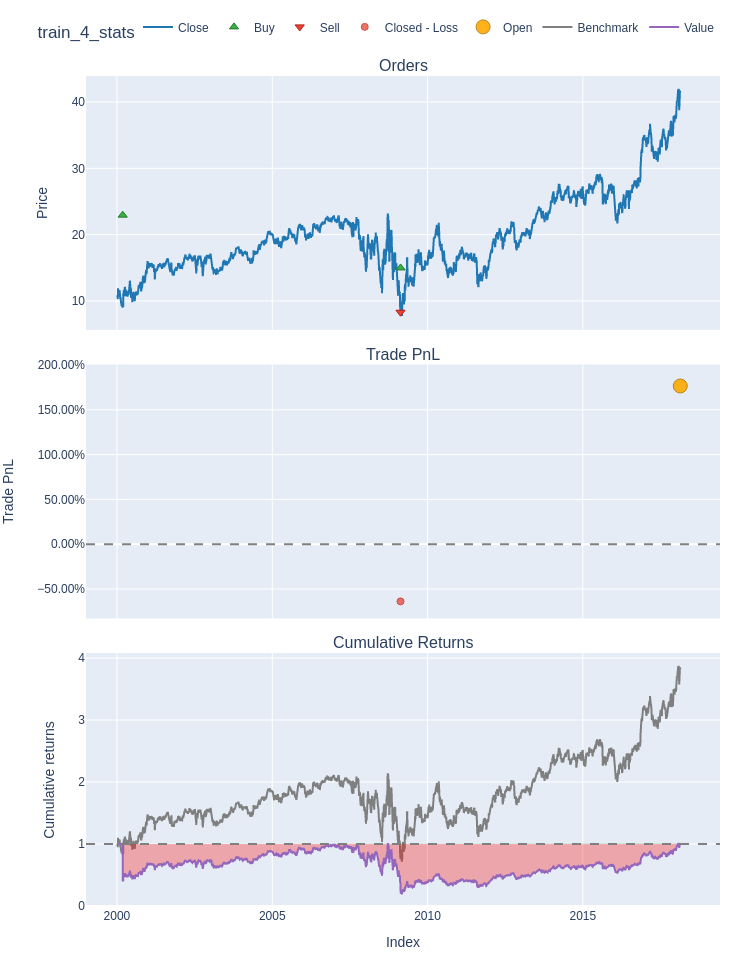 train_4_stats
Close Buy Sell Closed - Loss Open Benchmark Value
Orders
40
30
20
10
Price
Trade PnL
200.00%
150.00%
100.00%
50.00%
0.00%
−50.00%
Trade PnL
Cumulative Returns
4
3
2
1
0
Cumulative returns
2000 2005 2010 2015
Index